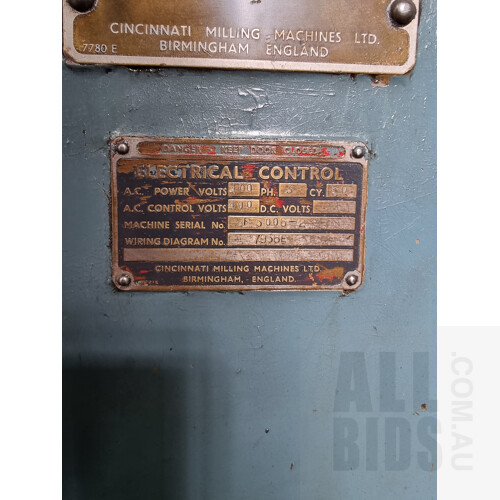 CINCINNATI MILLING MACHINES LTD.
BIRMINGHAM ENGLAND
7780 E
DANGER - KEEP DOOR CLOSED
ELECTRICAL CONTROL
A.C. POWER VOLTS PH. CY.
A.C. CONTROL VOLTS D.C. VOLTS
MACHINE SERIAL No.
WIRING DIAGRAM No.
CINCINNATI MILLING MACHINES LTD.
BIRMINGHAM, - ENGLAND.
ALL
BIDS
.COM.AU